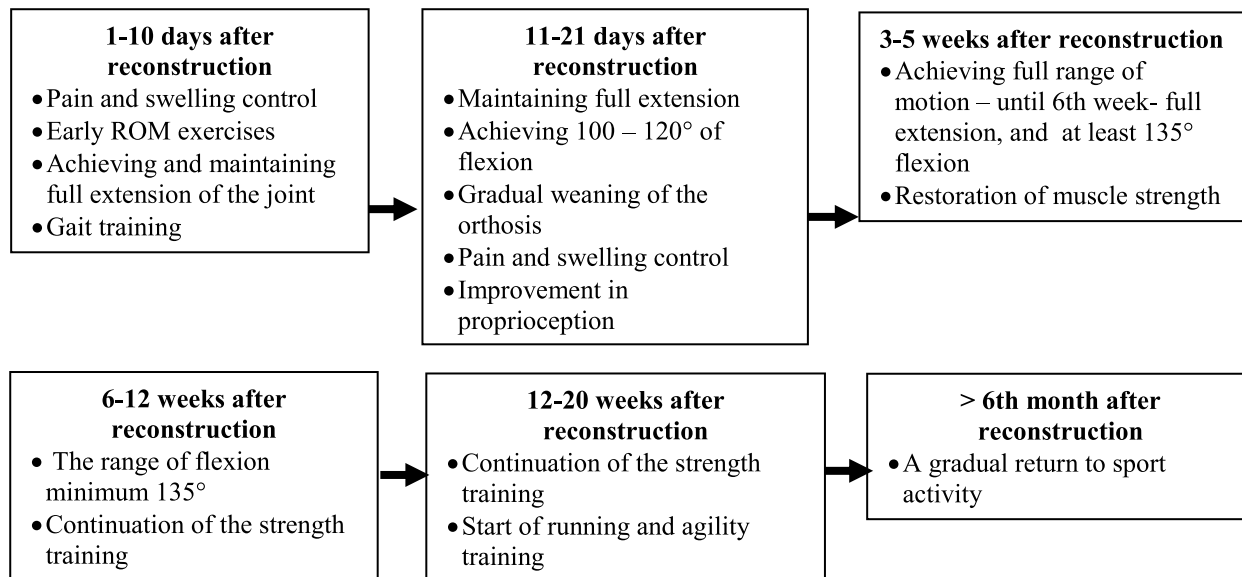 1-10 days after
reconstruction
•Pain and swelling control
•Early ROM exercises
•Achieving and maintaining
full extension of the joint
•Gait training
11-21 days after
reconstruction
•Maintaining full extension
•Achieving 100 – 120° of
flexion
•Gradual weaning of the
orthosis
•Pain and swelling control
•Improvement in
proprioception
3-5 weeks after reconstruction
•Achieving full range of
motion – until 6th week- full
extension, and at least 135°
flexion
•Restoration of muscle strength
6-12 weeks after
reconstruction
• The range of flexion
minimum 135°
•Continuation of the strength
training
12-20 weeks after
reconstruction
•Continuation of the strength
training
•Start of running and agility
training
> 6th month after
reconstruction
•A gradual return to sport
activity